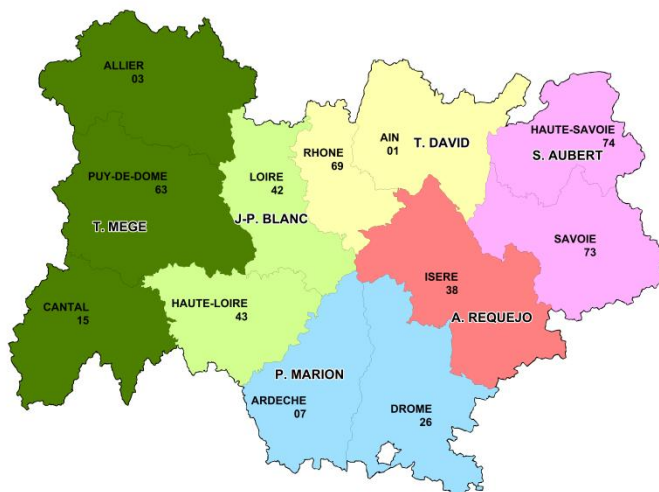 ALLIER
03
HAUTE-SAVOIE
74
AIN
01
T. DAVID
RHONE
69
S. AUBERT
PUY-DE-DOME
63
LOIRE
42
J-P. BLANC
T. MEGE
SAVOIE
73
ISERE
38
CANTAL
15
HAUTE-LOIRE
43
A. REQUEJO
P. MARION
ARDECHE
07
DROME
26